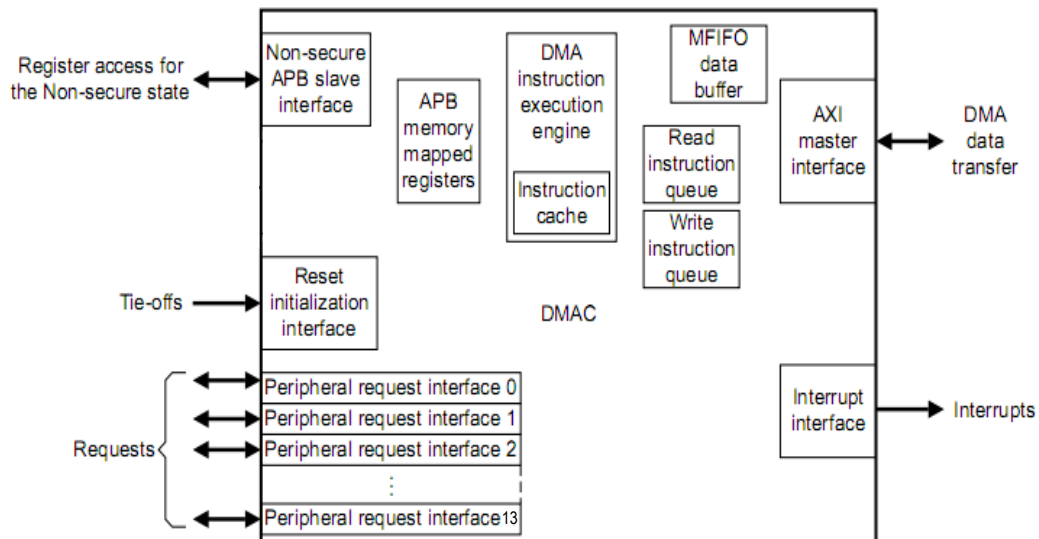 Register access for
the Non-secure state
Non-secure
APB slave
interface
APB
memory
mapped
registers
DMA
instruction
execution
engine
Instruction
cache
MFIFO
data
buffer
Read
instruction
queue
Write
instruction
queue
AXI
master
interface
DMA
data
transfer
Tie-offs
Reset
initialization
interface
DMAC
Requests
Peripheral request interface 0
Peripheral request interface 1
Peripheral request interface 2
⋮
Peripheral request interface 13
Interrupt
interface
Interrupts